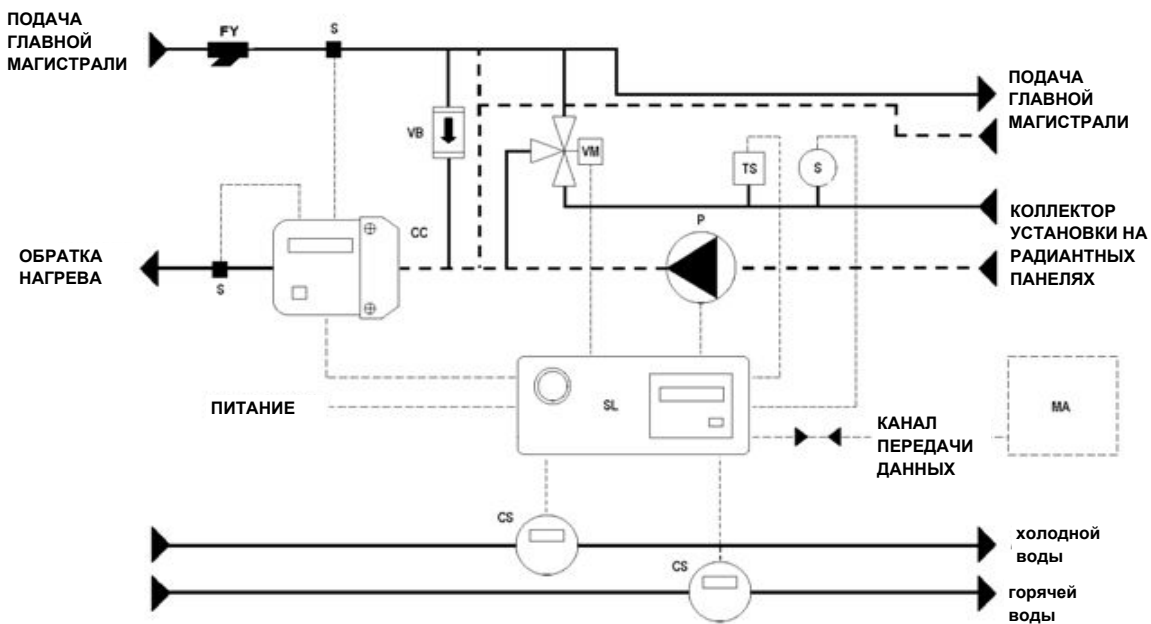 ПОДАЧА
ГЛАВНОЙ
МАГИСТРАЛИ
FY
S
ПОДАЧА
ГЛАВНОЙ
МАГИСТРАЛИ
VB
VM
TS
S
P
CC
КОЛЛЕКТОР
УСТАНОВКИ НА
РАДИАНТНЫХ
ПАНЕЛЯХ
ОБРАТКА
НАГРЕВА
S
ПИТАНИЕ
SL
MA
КАНАЛ
ПЕРЕДАЧИ
ДАННЫХ
CS
холодной
воды
CS
горячей
воды